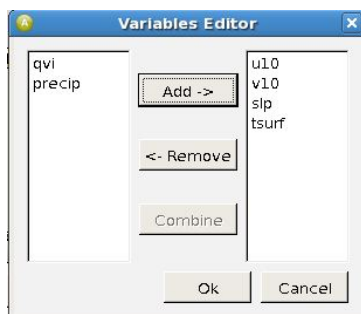 Variables Editor
qvi
precip
Add ->
<- Remove
Combine
u10
v10
slp
tsurf
Ok
Cancel